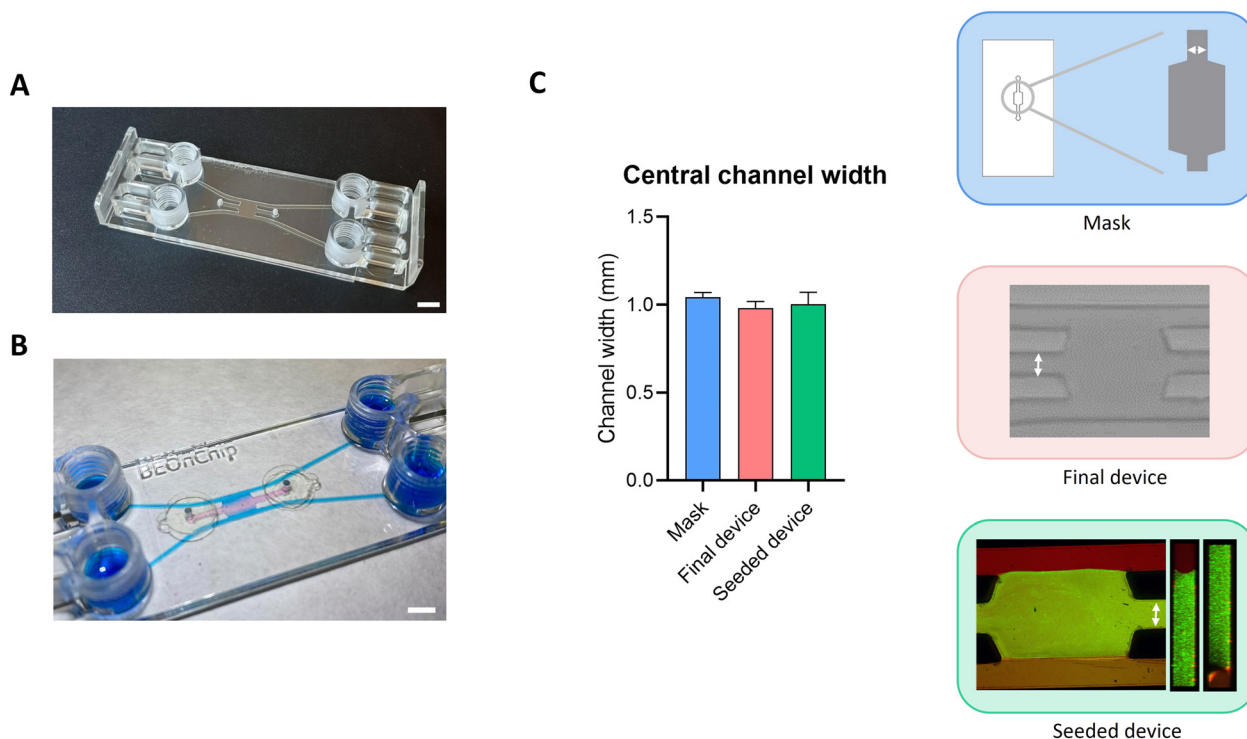 A
B
BEOnChip
C
Central channel width
Channel width (mm)
1.5
1.0
0.5
0.0
Mask
Final device
Seeded device
Mask
Final device
Seeded device